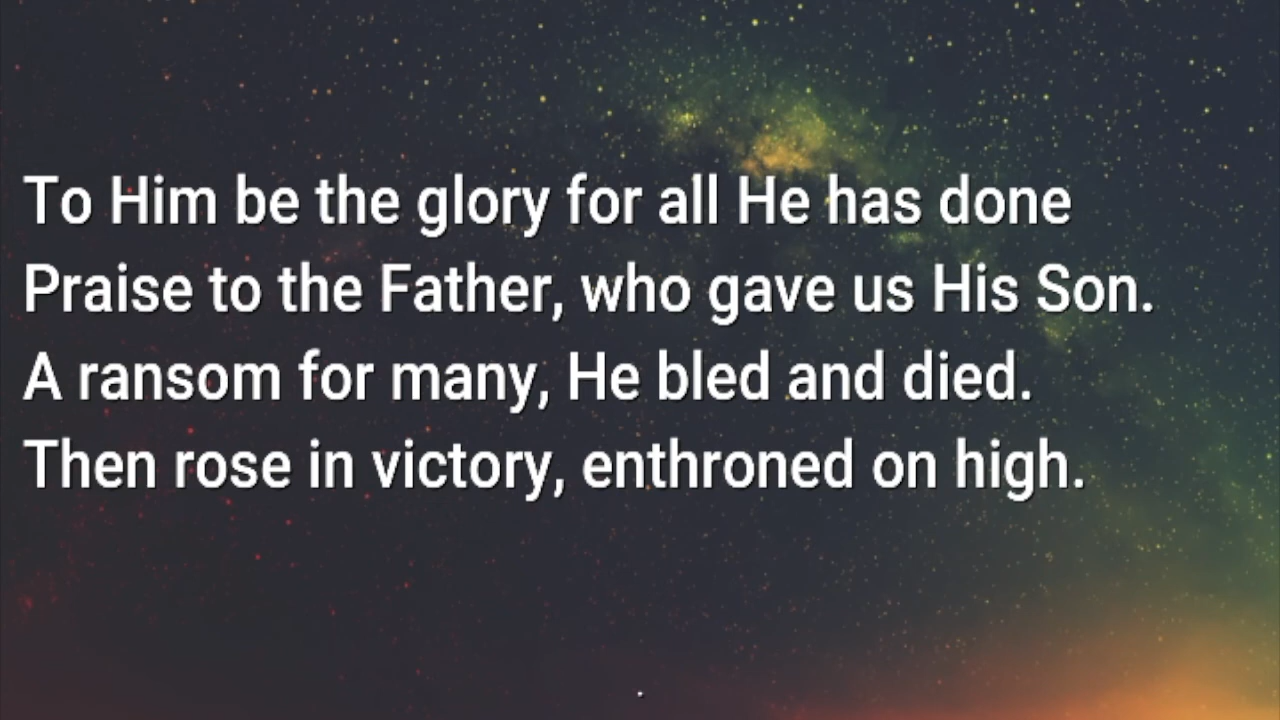 To Him be the glory for all He has done
Praise to the Father, who gave us His Son.
A ransom for many, He bled and died.
Then rose in victory, enthroned on high.
.